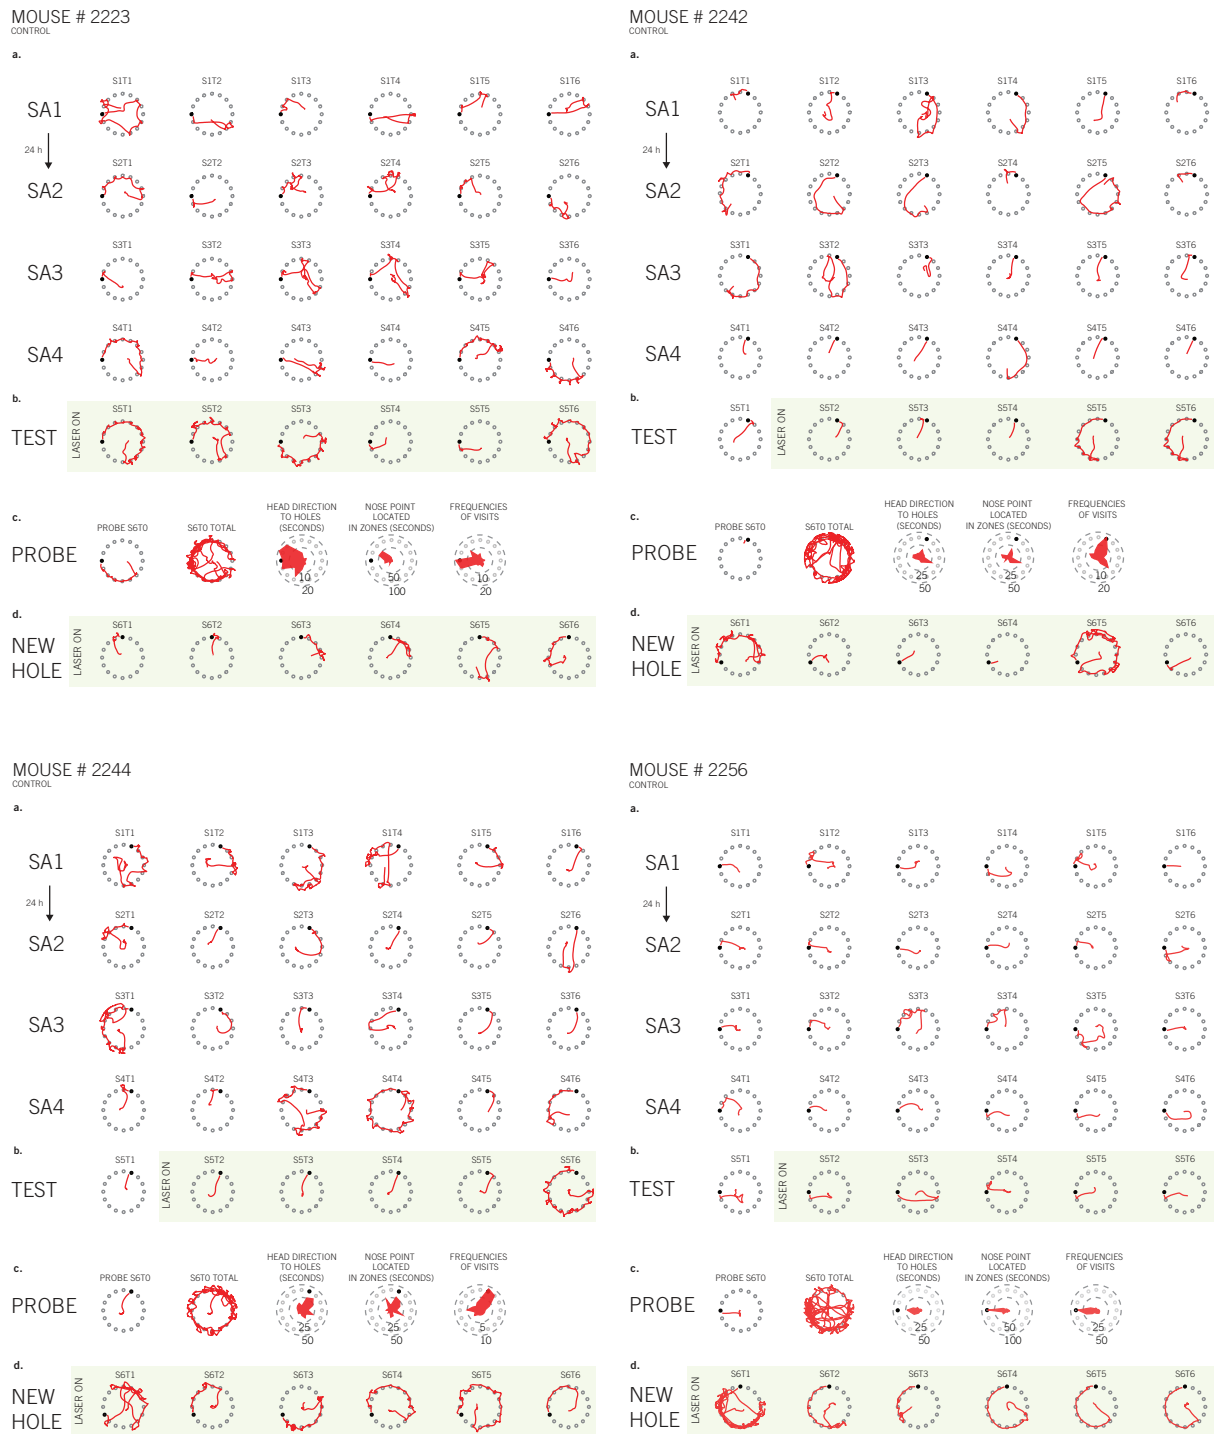 MOUSE # 2223
CONTROL
a.
S1T1 S1T2 S1T3 S1T4 S1T5 S1T6
SA1
24 h
S2T1 S2T2 S2T3 S2T4 S2T5 S2T6
SA2
S3T1 S3T2 S3T3 S3T4 S3T5 S3T6
SA3
S4T1 S4T2 S4T3 S4T4 S4T5 S4T6
SA4
b.
S5T1 S5T2 S5T3 S5T4 S5T5 S5T6
TEST
LASER ON
c.
PROBE S6T0 S6T0 TOTAL
HEAD DIRECTION
TO HOLES
(SECONDS)
NOSE POINT
LOCATED
IN ZONES (SECONDS)
FREQUENCIES
OF VISITS
PROBE
10 50 10
20 100 20
d.
S6T1 S6T2 S6T3 S6T4 S6T5 S6T6
NEW
HOLE
LASER ON
MOUSE # 2242
CONTROL
a.
S1T1 S1T2 S1T3 S1T4 S1T5 S1T6
SA1
24 h
S2T1 S2T2 S2T3 S2T4 S2T5 S2T6
SA2
S3T1 S3T2 S3T3 S3T4 S3T5 S3T6
SA3
S4T1 S4T2 S4T3 S4T4 S4T5 S4T6
SA4
b.
S5T1 S5T2 S5T3 S5T4 S5T5 S5T6
TEST
LASER ON
c.
PROBE S6T0 S6T0 TOTAL
HEAD DIRECTION
TO HOLES
(SECONDS)
NOSE POINT
LOCATED
IN ZONES (SECONDS)
FREQUENCIES
OF VISITS
PROBE
25 25 10
50 50 20
d.
S6T1 S6T2 S6T3 S6T4 S6T5 S6T6
NEW
HOLE
LASER ON
MOUSE # 2244
CONTROL
a.
S1T1 S1T2 S1T3 S1T4 S1T5 S1T6
SA1
24 h
S2T1 S2T2 S2T3 S2T4 S2T5 S2T6
SA2
S3T1 S3T2 S3T3 S3T4 S3T5 S3T6
SA3
S4T1 S4T2 S4T3 S4T4 S4T5 S4T6
SA4
b.
S5T1 S5T2 S5T3 S5T4 S5T5 S5T6
TEST
LASER ON
c.
PROBE S6T0 S6T0 TOTAL
HEAD DIRECTION
TO HOLES
(SECONDS)
NOSE POINT
LOCATED
IN ZONES (SECONDS)
FREQUENCIES
OF VISITS
PROBE
25 25 5
50 50 10
d.
S6T1 S6T2 S6T3 S6T4 S6T5 S6T6
NEW
HOLE
LASER ON
MOUSE # 2256
CONTROL
a.
S1T1 S1T2 S1T3 S1T4 S1T5 S1T6
SA1
24 h
S2T1 S2T2 S2T3 S2T4 S2T5 S2T6
SA2
S3T1 S3T2 S3T3 S3T4 S3T5 S3T6
SA3
S4T1 S4T2 S4T3 S4T4 S4T5 S4T6
SA4
b.
S5T1 S5T2 S5T3 S5T4 S5T5 S5T6
TEST
LASER ON
c.
PROBE S6T0 S6T0 TOTAL
HEAD DIRECTION
TO HOLES
(SECONDS)
NOSE POINT
LOCATED
IN ZONES (SECONDS)
FREQUENCIES
OF VISITS
PROBE
25 50 25
50 100 50
d.
S6T1 S6T2 S6T3 S6T4 S6T5 S6T6
NEW
HOLE
LASER ON